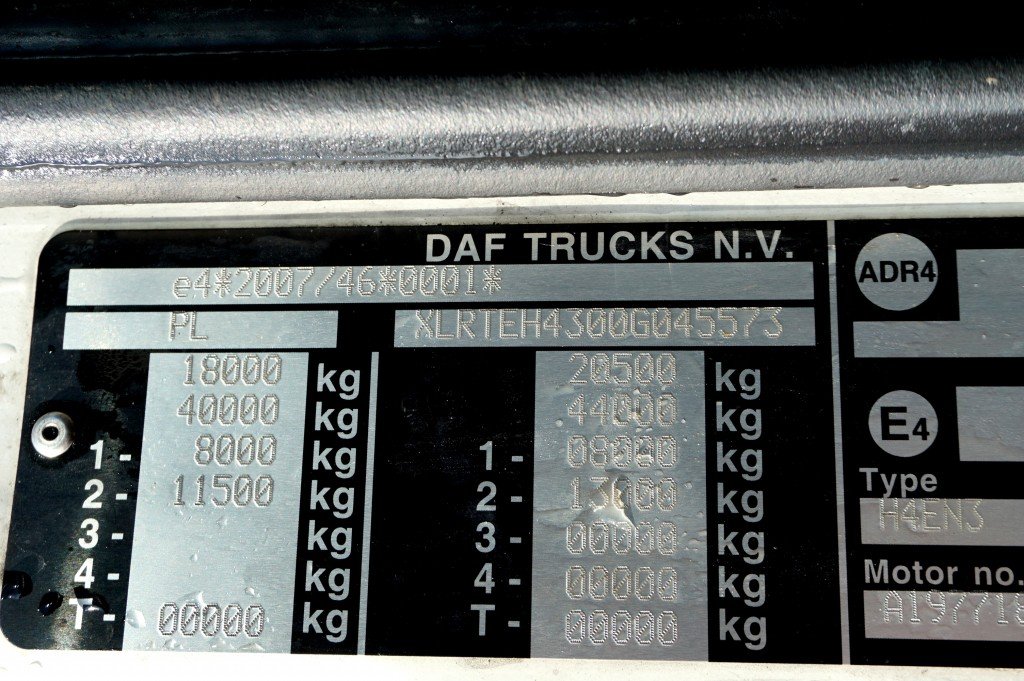 DAF TRUCKS N.V.
e4*2007/46*0001*
PL XLRTEH4300G045573
18000 kg 20500 kg
40000 kg 44000 kg
1- 8000 kg 1- 08000 kg
2- 11500 kg 2- 13000 kg
3- kg 3- 00000 kg
4- kg 4- 00000 kg
T- 00000 kg T- 00000 kg
ADR4
E4
Type
H4EN3
Motor no.
A19771